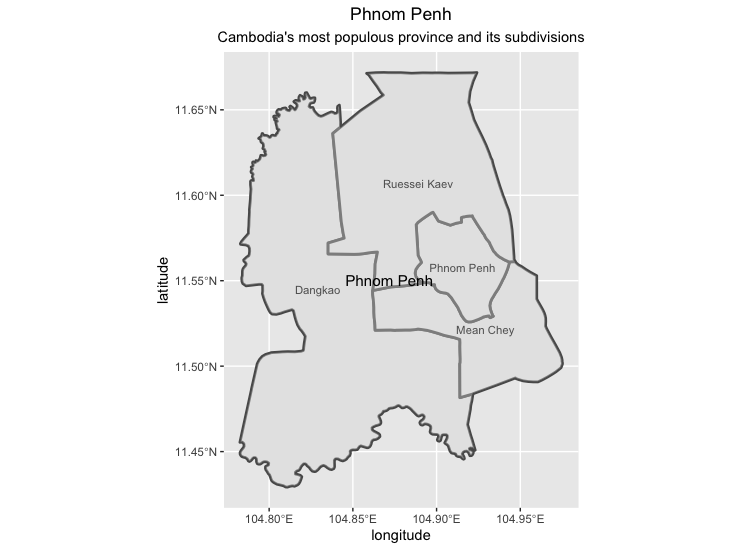 Phnom Penh
Cambodia's most populous province and its subdivisions
latitude
11.65°N
11.60°N
11.55°N
11.50°N
11.45°N
Ruessei Kaev
Phnom Penh
Phnom Penh
Dangkao
Mean Chey
104.80°E
104.85°E
104.90°E
104.95°E
longitude